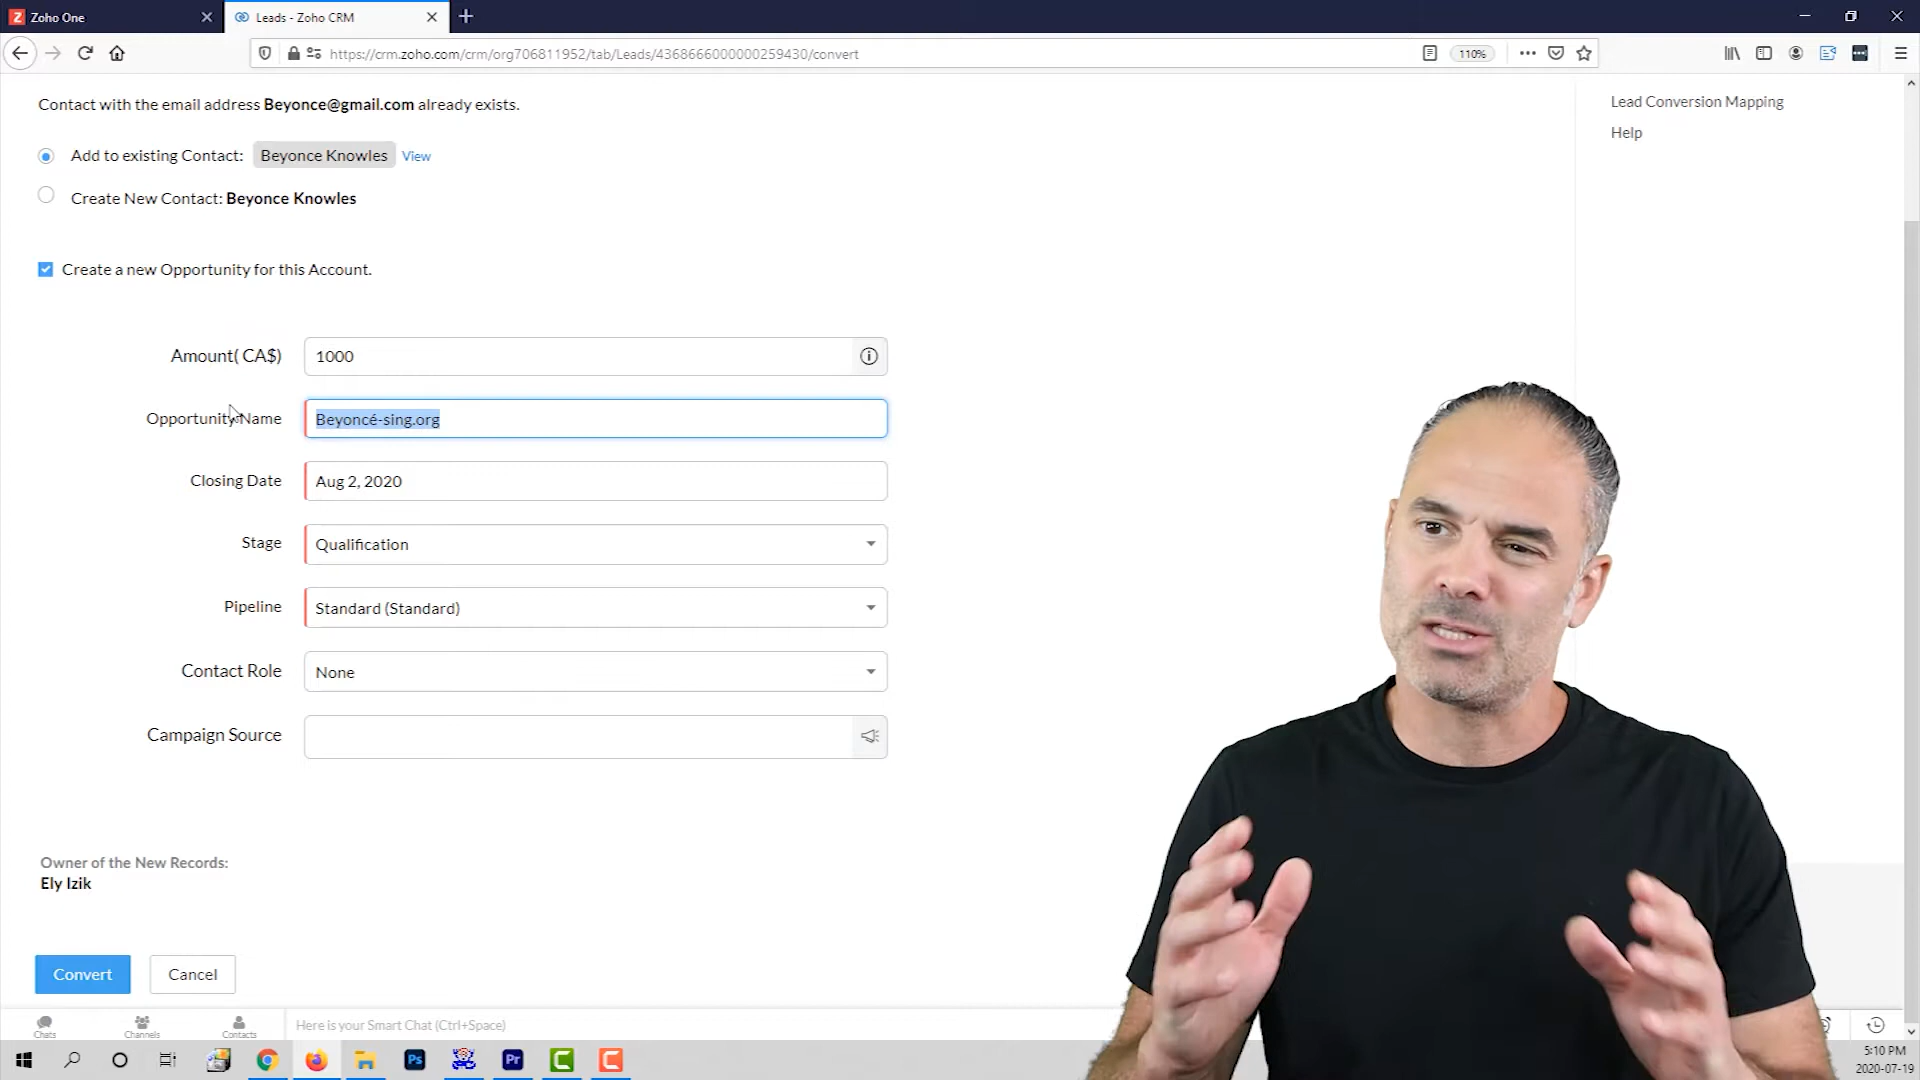 Zoho One
Leads - Zoho CRM
https://crm.zoho.com/crm/org706811952/tab/Leads/4368666000000259430/convert
110%
Contact with the email address Beyonce@gmail.com already exists.
Add to existing Contact: Beyonce Knowles View
Create New Contact: Beyonce Knowles
Create a new Opportunity for this Account.
Amount( CA$) 1000
Opportunity Name Beyoncé-sing.org
Closing Date Aug 2, 2020
Stage Qualification
Pipeline Standard (Standard)
Contact Role None
Campaign Source
Owner of the New Records:
Ely Izik
Convert Cancel
Lead Conversion Mapping
Help
Chats Channels Contacts
Here is your Smart Chat (Ctrl+Space)
Ps Pr C C
5:10 PM
2020-07-19